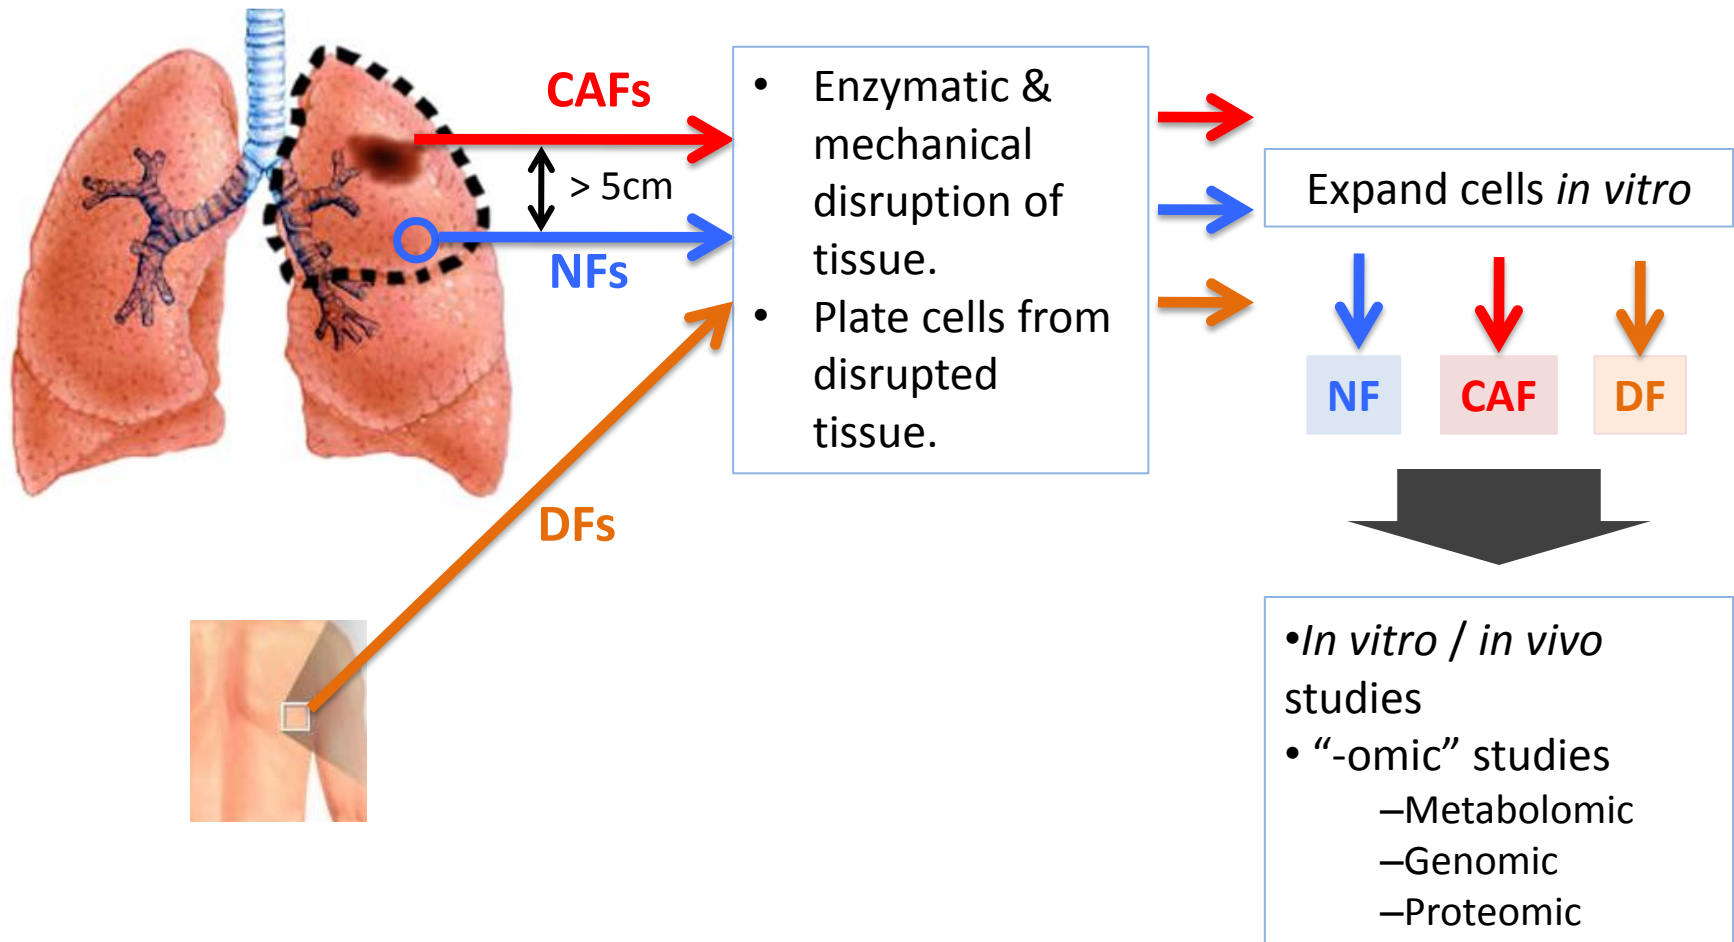 CAFs
> 5cm
NFs
DFs
• Enzymatic &
mechanical
disruption of
tissue.
• Plate cells from
disrupted
tissue.
Expand cells in vitro
NF
CAF
DF
•In vitro / in vivo
studies
• “-omic” studies
–Metabolomic
–Genomic
–Proteomic